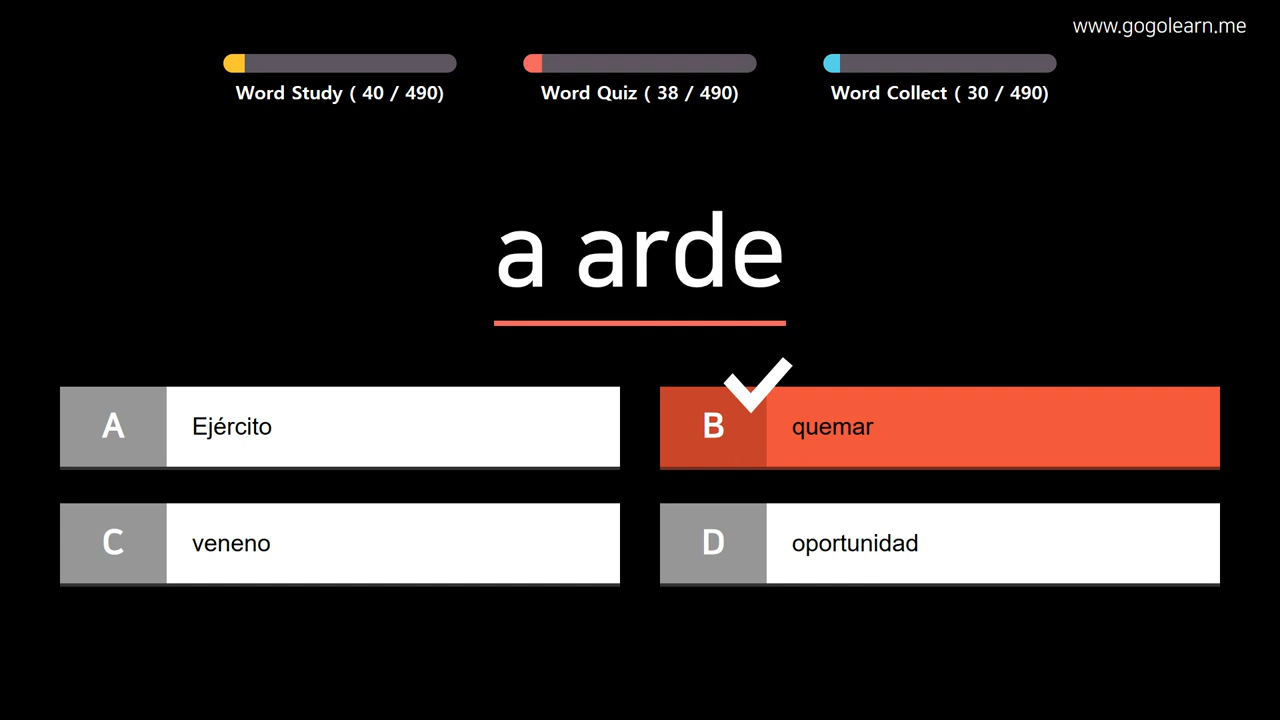 www.gogolearn.me
Word Study ( 40 / 490)
Word Quiz ( 38 / 490)
Word Collect ( 30 / 490)
a arde
A
Ejército
B
quemar
C
veneno
D
oportunidad